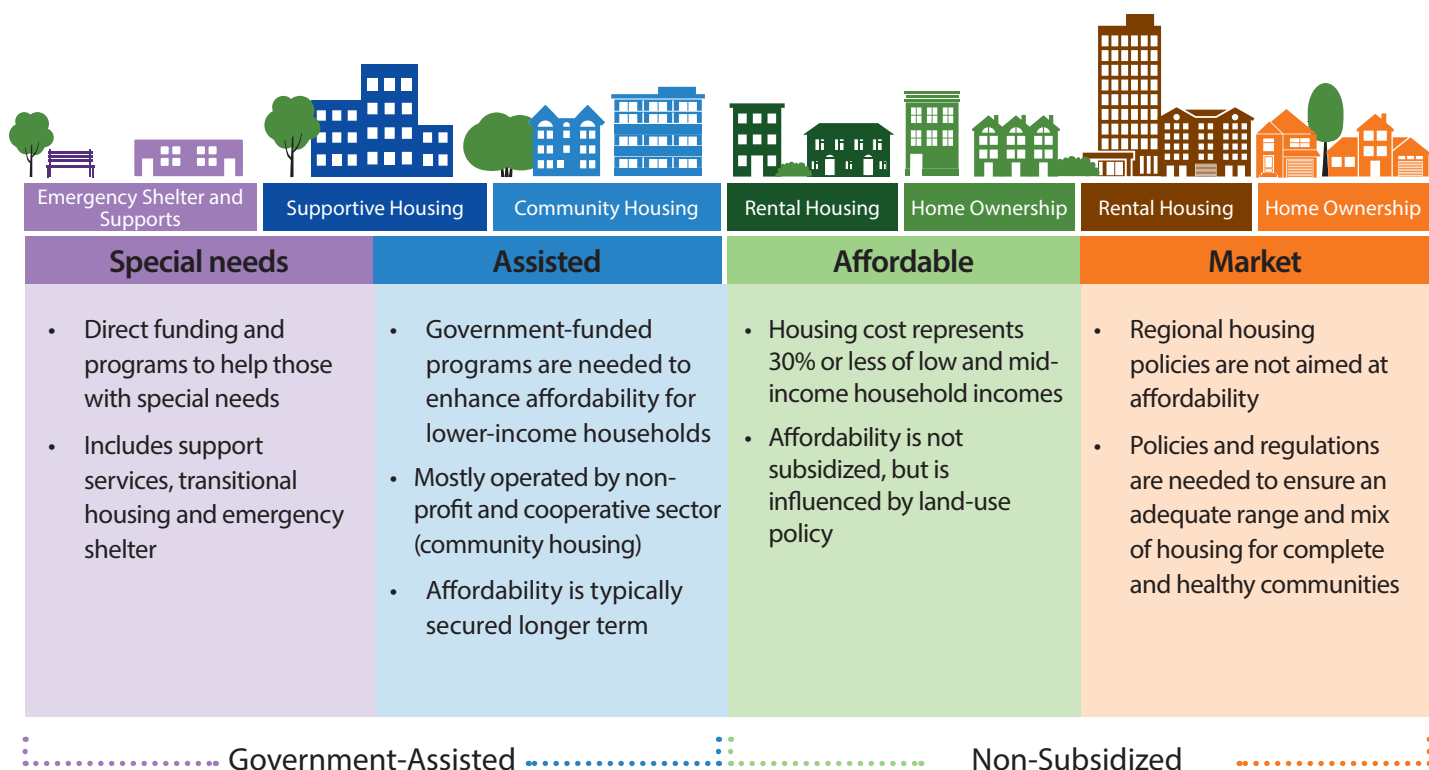 Emergency Shelter and
Supports
Supportive Housing
Community Housing
Rental Housing
Home Ownership
Rental Housing
Home Ownership
Special needs
• Direct funding and
programs to help those
with special needs
• Includes support
services, transitional
housing and emergency
shelter
Assisted
• Government-funded
programs are needed to
enhance affordability for
lower-income households
• Mostly operated by non-
profit and cooperative sector
(community housing)
• Affordability is typically
secured longer term
Affordable
• Housing cost represents
30% or less of low and mid-
income household incomes
• Affordability is not
subsidized, but is
influenced by land-use
policy
Market
• Regional housing
policies are not aimed at
affordability
• Policies and regulations
are needed to ensure an
adequate range and mix
of housing for complete
and healthy communities
Government-Assisted
Non-Subsidized